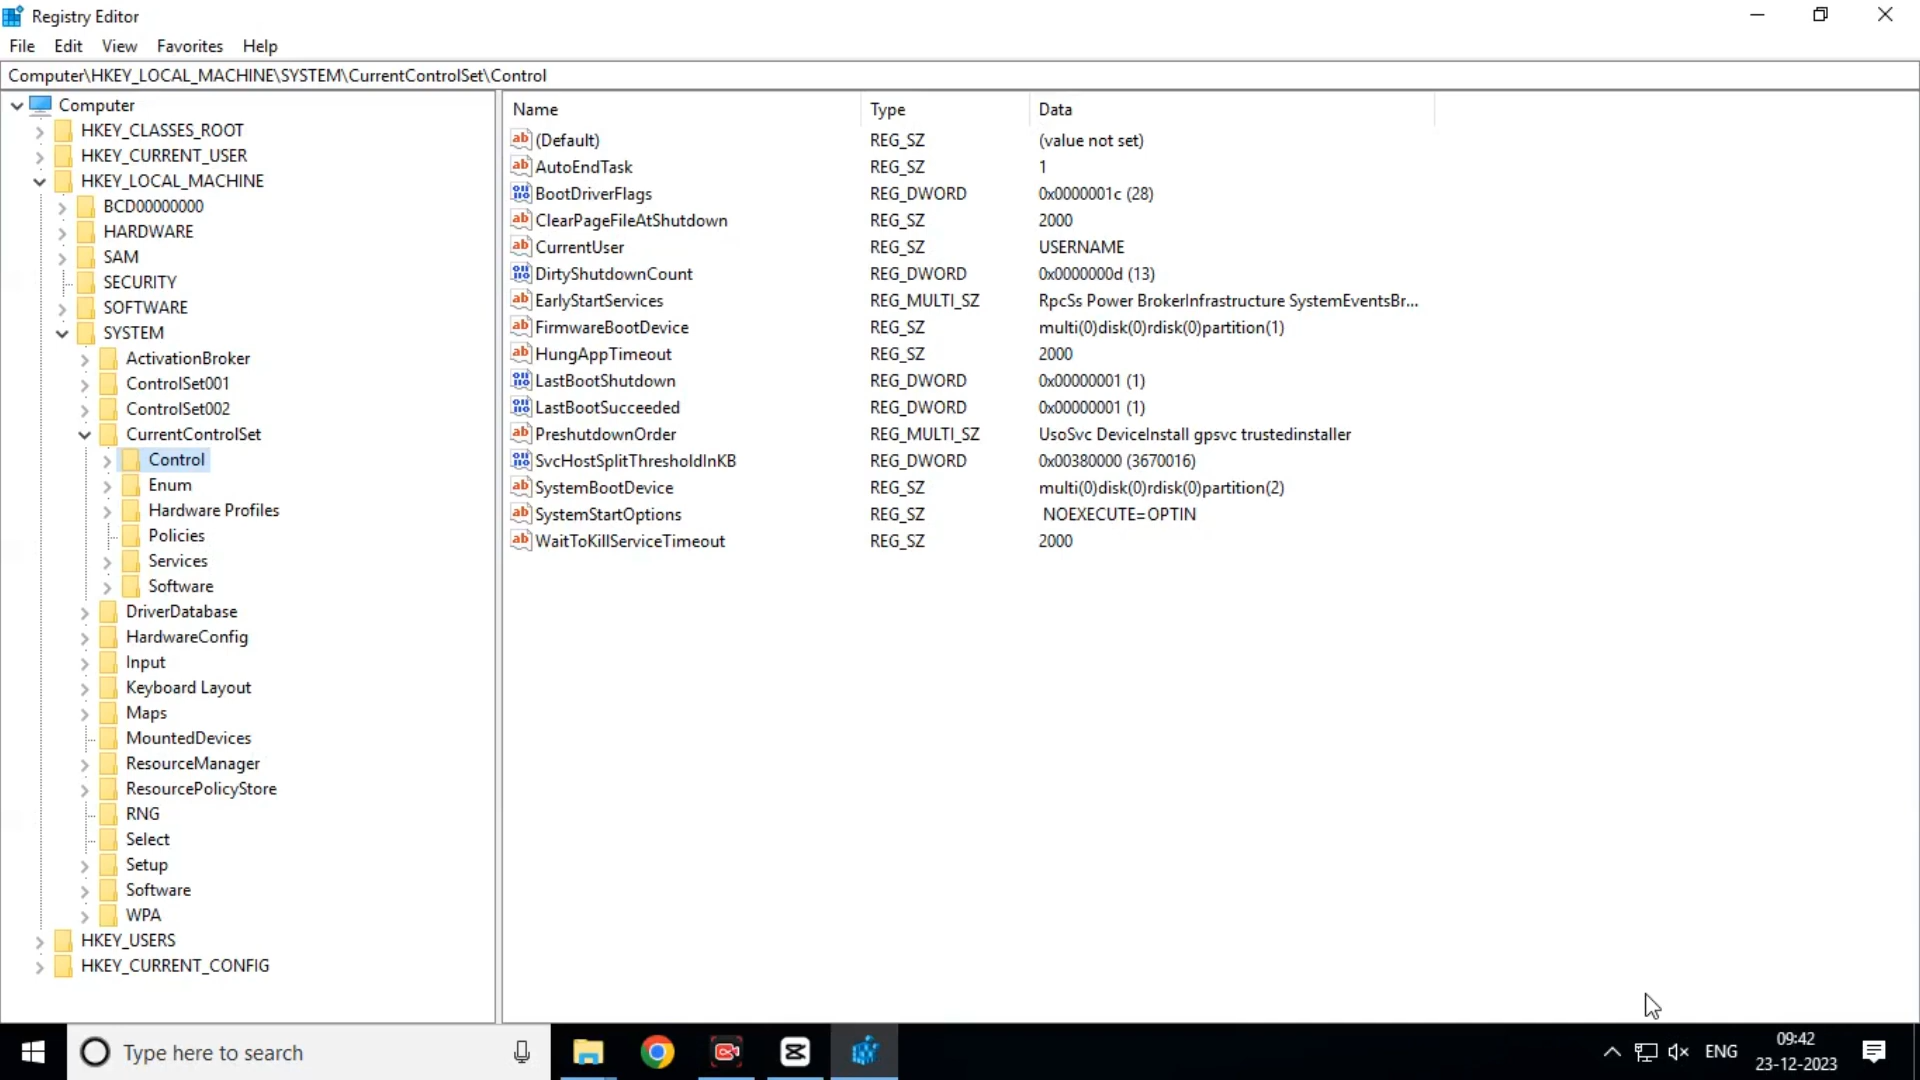 Registry Editor
File Edit View Favorites Help
Computer\HKEY_LOCAL_MACHINE\SYSTEM\CurrentControlSet\Control
Computer
HKEY_CLASSES_ROOT
HKEY_CURRENT_USER
HKEY_LOCAL_MACHINE
BCD00000000
HARDWARE
SAM
SECURITY
SOFTWARE
SYSTEM
ActivationBroker
ControlSet001
ControlSet002
CurrentControlSet
Control
Enum
Hardware Profiles
Policies
Services
Software
DriverDatabase
HardwareConfig
Input
Keyboard Layout
Maps
MountedDevices
ResourceManager
ResourcePolicyStore
RNG
Select
Setup
Software
WPA
HKEY_USERS
HKEY_CURRENT_CONFIG
Name Type Data
(Default) REG_SZ (value not set)
AutoEndTask REG_SZ 1
BootDriverFlags REG_DWORD 0x0000001c (28)
ClearPageFileAtShutdown REG_SZ 2000
CurrentUser REG_SZ USERNAME
DirtyShutdownCount REG_DWORD 0x0000000d (13)
EarlyStartServices REG_MULTI_SZ RpcSs Power BrokerInfrastructure SystemEventsBr...
FirmwareBootDevice REG_SZ multi(0)disk(0)rdisk(0)partition(1)
HungAppTimeout REG_SZ 2000
LastBootShutdown REG_DWORD 0x00000001 (1)
LastBootSucceeded REG_DWORD 0x00000001 (1)
PreshutdownOrder REG_MULTI_SZ UsoSvc DeviceInstall gpsvc trustedinstaller
SvcHostSplitThresholdInKB REG_DWORD 0x00380000 (3670016)
SystemBootDevice REG_SZ multi(0)disk(0)rdisk(0)partition(2)
SystemStartOptions REG_SZ NOEXECUTE=OPTIN
WaitToKillServiceTimeout REG_SZ 2000
Type here to search
ENG
09:42
23-12-2023